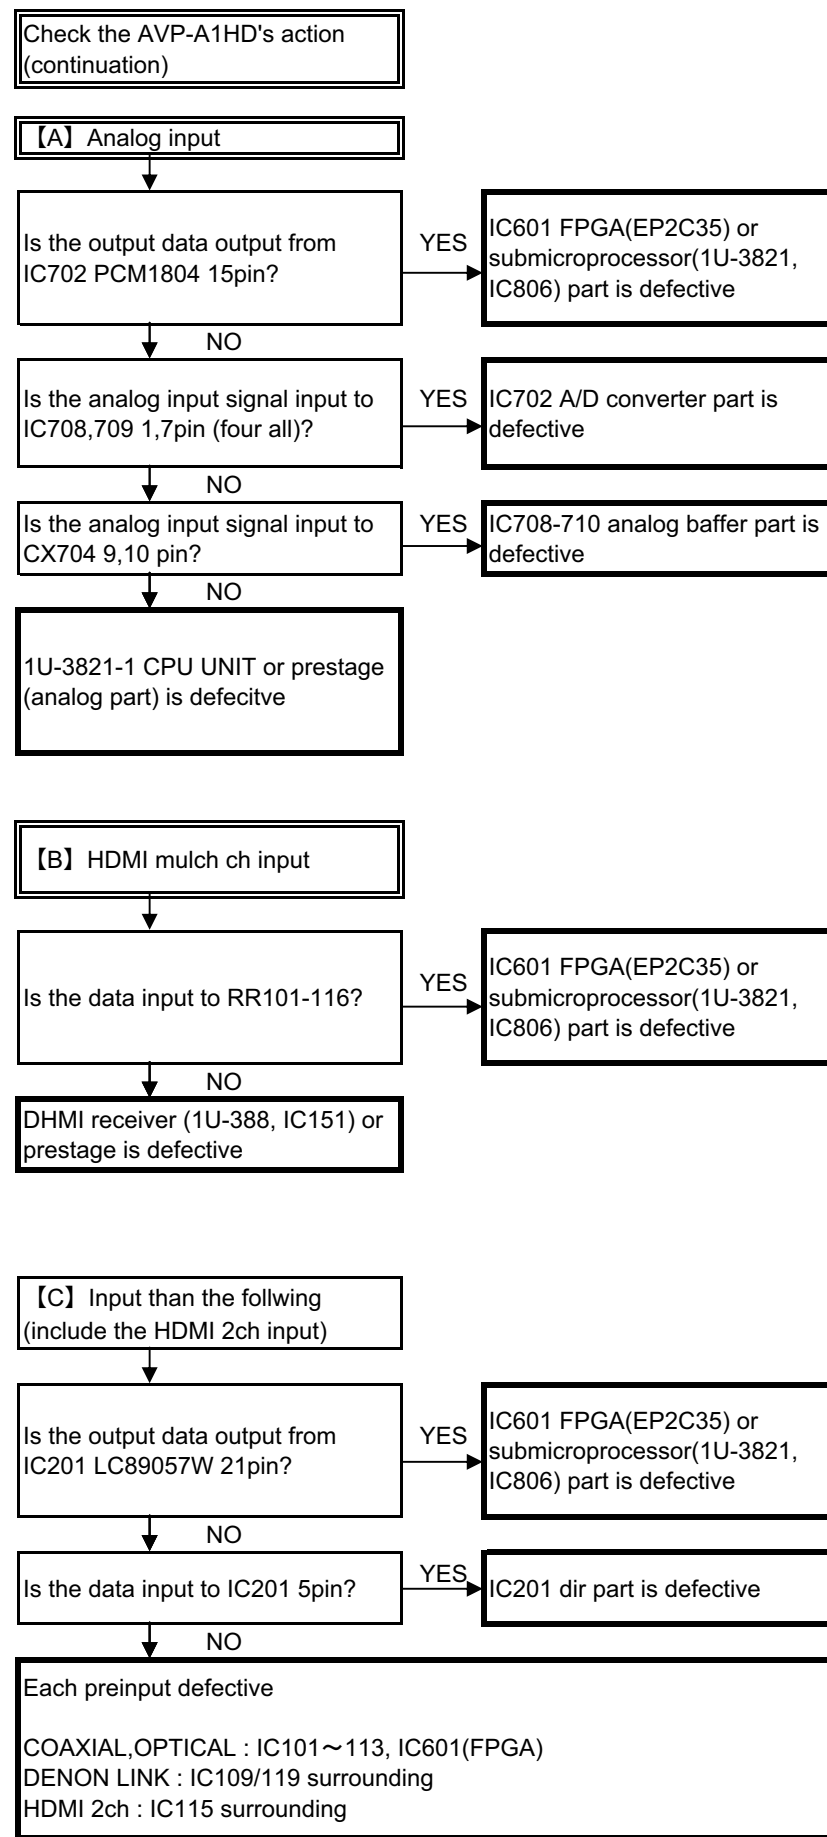 Check the AVP-A1HD's action
(continuation)
【A】Analog input
Is the output data output from
IC702 PCM1804 15pin?
YES
IC601 FPGA(EP2C35) or
submicroprocessor(1U-3821,
IC806) part is defective
NO
Is the analog input signal input to
IC708,709 1,7pin (four all)?
YES
IC702 A/D converter part is
defective
NO
Is the analog input signal input to
CX704 9,10 pin?
YES
IC708-710 analog baffer part is
defective
NO
1U-3821-1 CPU UNIT or prestage
(analog part) is defecitve
【B】HDMI mulch ch input
Is the data input to RR101-116?
YES
IC601 FPGA(EP2C35) or
submicroprocessor(1U-3821,
IC806) part is defective
NO
DHMI receiver (1U-388, IC151) or
prestage is defective
【C】Input than the follwing
(include the HDMI 2ch input)
Is the output data output from
IC201 LC89057W 21pin?
YES
IC601 FPGA(EP2C35) or
submicroprocessor(1U-3821,
IC806) part is defective
NO
Is the data input to IC201 5pin?
YES
IC201 dir part is defective
NO
Each preinput defective
COAXIAL,OPTICAL : IC101～113, IC601(FPGA)
DENON LINK : IC109/119 surrounding
HDMI 2ch : IC115 surrounding